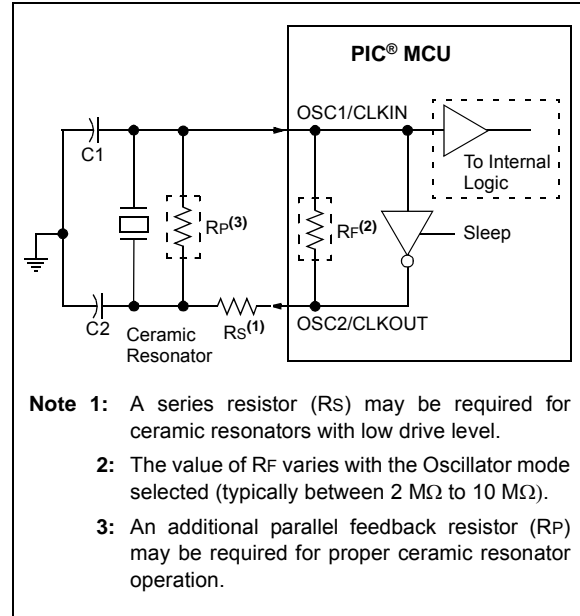 PIC® MCU
OSC1/CLKIN
C1
To Internal
Logic
RP(3)
RF(2)
Sleep
C2
Ceramic
Resonator
RS(1)
OSC2/CLKOUT
Note 1: A series resistor (RS) may be required for
ceramic resonators with low drive level.
2: The value of RF varies with the Oscillator mode
selected (typically between 2 MΩ to 10 MΩ).
3: An additional parallel feedback resistor (RP)
may be required for proper ceramic resonator
operation.